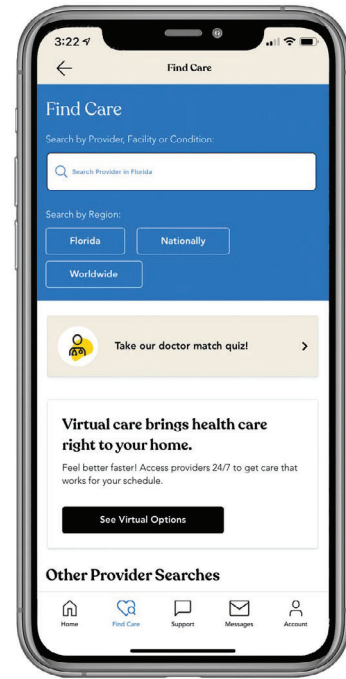 3:22
Find Care
Find Care
Search by Provider, Facility or Condition:
Search Provider in Florida
Search by Region:
Florida
Nationally
Worldwide
Take our doctor match quiz!
Virtual care brings health care
right to your home.
Feel better faster! Access providers 24/7 to get care that
works for your schedule.
See Virtual Options
Other Provider Searches
Home
Find Care
Support
Messages
Account